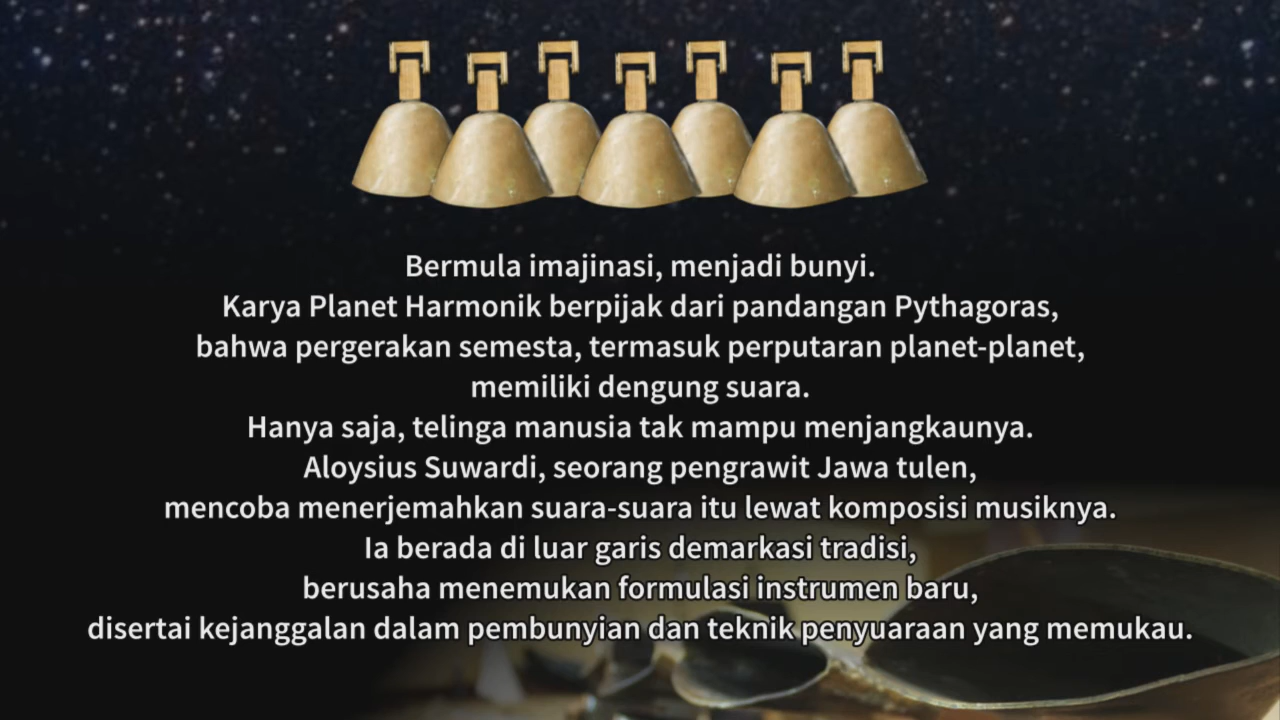 Bermula imajinasi, menjadi bunyi.
Karya Planet Harmonik berpijak dari pandangan Pythagoras,
bahwa pergerakan semesta, termasuk perputaran planet-planet,
memiliki dengung suara.
Hanya saja, telinga manusia tak mampu menjangkaunya.
Aloysius Suwardi, seorang pengrawit Jawa tulen,
mencoba menerjemahkan suara-suara itu lewat komposisi musiknya.
Ia berada di luar garis demarkasi tradisi,
berusaha menemukan formulasi instrumen baru,
disertai kejanggalan dalam pembunyian dan teknik penyuaraan yang memukau.